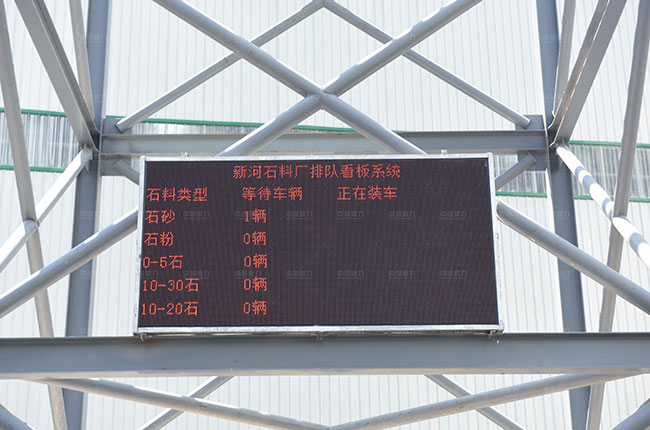 新河石料厂排队看板系统
石料类型 等待车辆 正在装车
石砂 1辆
石粉 0辆
0-5石 0辆
10-30石 0辆
10-20石 0辆